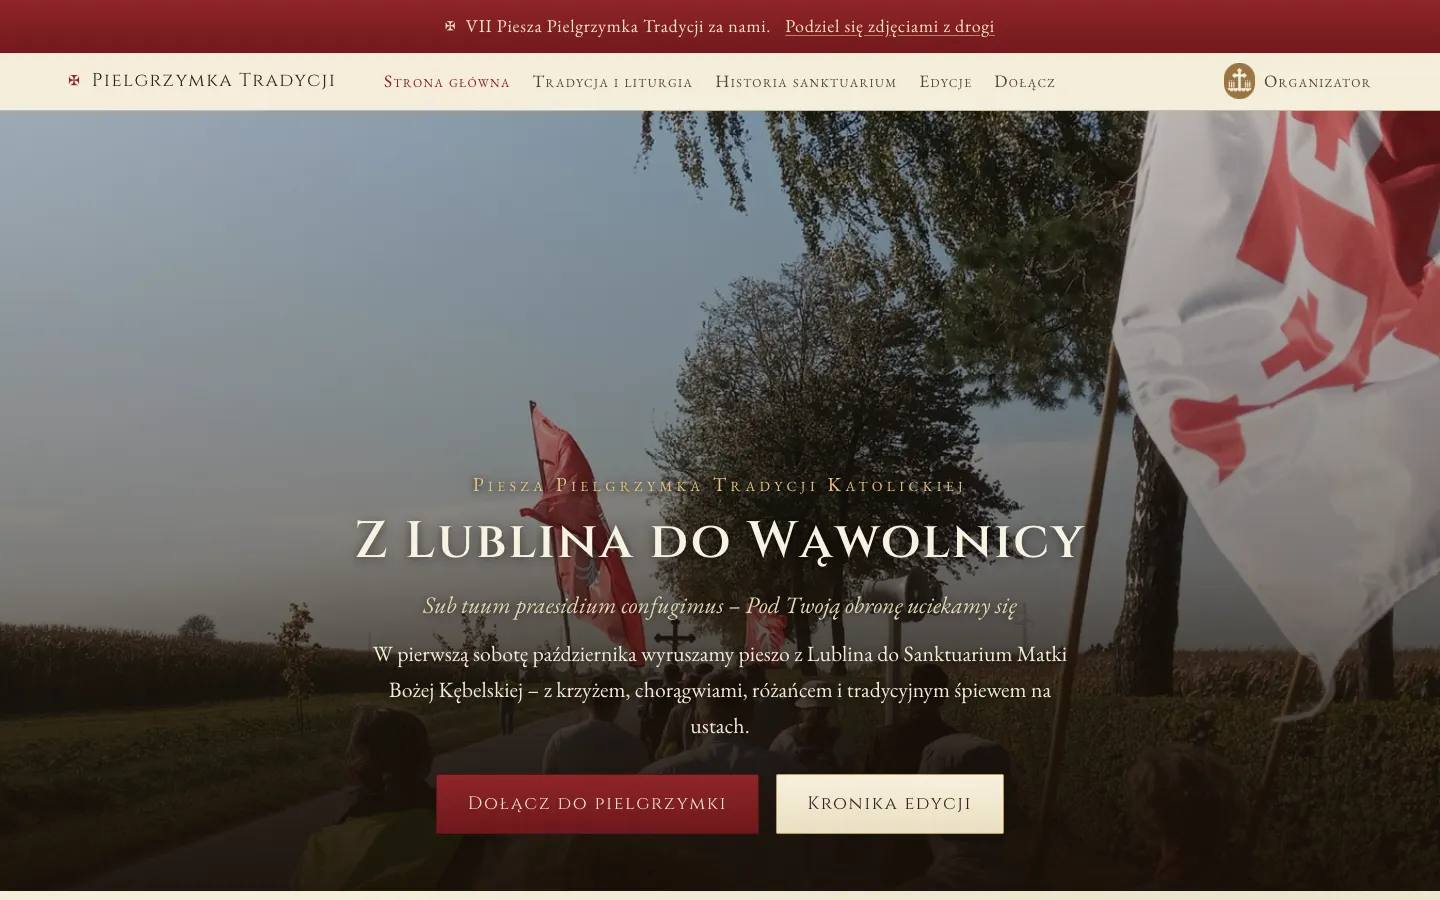 ✠ VII Piesza Pielgrzymka Tradycji za nami. Podziel się zdjęciami z drogi
✠ Pielgrzymka Tradycji
Strona główna
Tradycja i liturgia
Historia sanktuarium
Edycje
Dołącz
Organizator
Piesza Pielgrzymka Tradycji Katolickiej
Z Lublina do Wąwolnicy
Sub tuum praesidium confugimus – Pod Twoją obronę uciekamy się
W pierwszą sobotę października wyruszamy pieszo z Lublina do Sanktuarium Matki
Bożej Kębelskiej – z krzyżem, chorągwiami, różańcem i tradycyjnym śpiewem na
ustach.
Dołącz do pielgrzymki
Kronika edycji